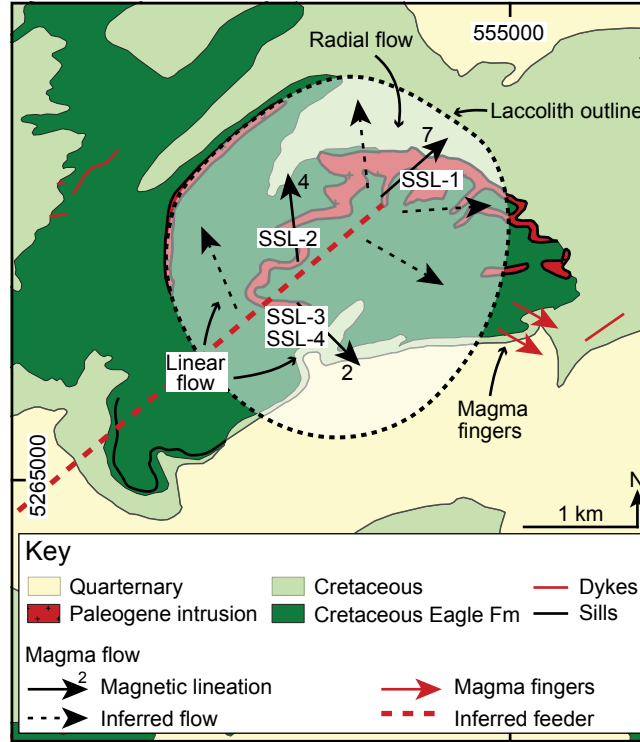 555000
Radial flow
Laccolith outline
7
SSL-1
4
SSL-2
SSL-3
SSL-4
Linear
flow
2
Magma
fingers
5265000
N
1 km
Key
Quarternary
Cretaceous
Dykes
Paleogene intrusion
Cretaceous Eagle Fm
Sills
Magma flow
2
Magnetic lineation
Magma fingers
Inferred flow
Inferred feeder